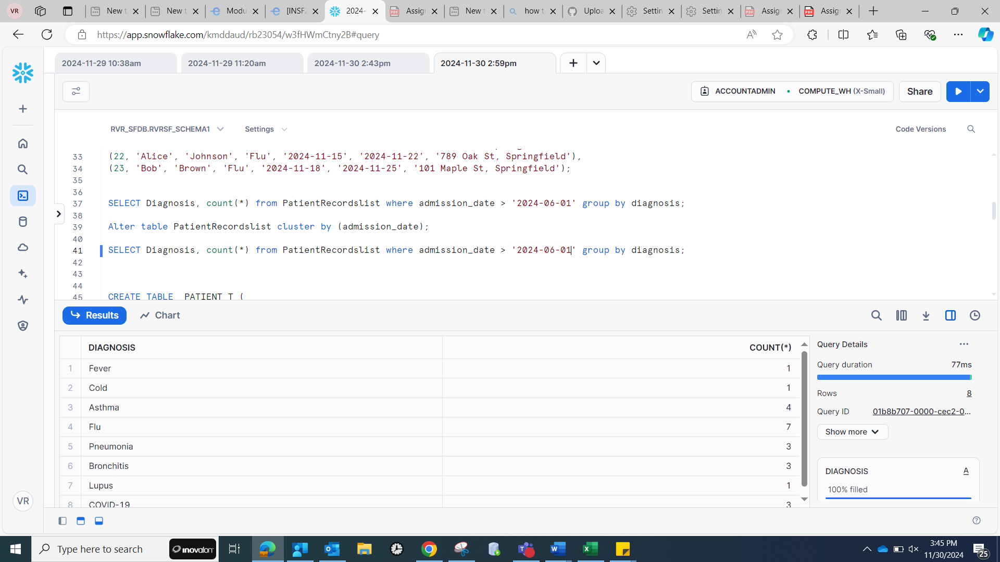 VR
New t
New t
Modu
[INSF2
2024-
Assig
New t
how t
Uploa
Settin
Settin
Assig
Assig
https://app.snowflake.com/kmddaud/rb23054/w3fHWmCtny2B#query
2024-11-29 10:38am
2024-11-29 11:20am
2024-11-30 2:43pm
2024-11-30 2:59pm
ACCOUNTADMIN • COMPUTE_WH (X-Small)
Share
RVR_SFDB.RVRSF_SCHEMA1
Settings
Code Versions
33 (22, 'Alice', 'Johnson', 'Flu', '2024-11-15', '2024-11-22', '789 Oak St, Springfield'),
34 (23, 'Bob', 'Brown', 'Flu', '2024-11-18', '2024-11-25', '101 Maple St, Springfield');
35
36
37 SELECT Diagnosis, count(*) from PatientRecordslist where admission_date > '2024-06-01' group by diagnosis;
38
39 Alter table PatientRecordslist cluster by (admission_date);
40
41 SELECT Diagnosis, count(*) from PatientRecordslist where admission_date > '2024-06-01' group by diagnosis;
42
43
44
45 CREATE TABLE PATIENT_T (
Results
Chart
DIAGNOSIS COUNT(*)
1 Fever 1
2 Cold 1
3 Asthma 4
4 Flu 7
5 Pneumonia 3
6 Bronchitis 3
7 Lupus 1
8 COVID-19 3
Query Details
Query duration 77ms
Rows 8
Query ID 01b8b707-0000-cec2-0...
Show more
DIAGNOSIS A
100% filled
VR
Type here to search
inovalon
3:45 PM
11/30/2024
25